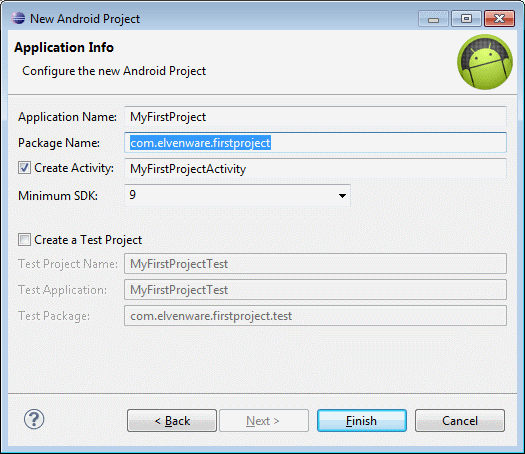 New Android Project
Application Info
Configure the new Android Project
Application Name: MyFirstProject
Package Name: com.elvenware.firstproject
Create Activity: MyFirstProjectActivity
Minimum SDK: 9
Create a Test Project
Test Project Name: MyFirstProjectTest
Test Application: MyFirstProjectTest
Test Package: com.elvenware.firstproject.test
? < Back Next > Finish Cancel